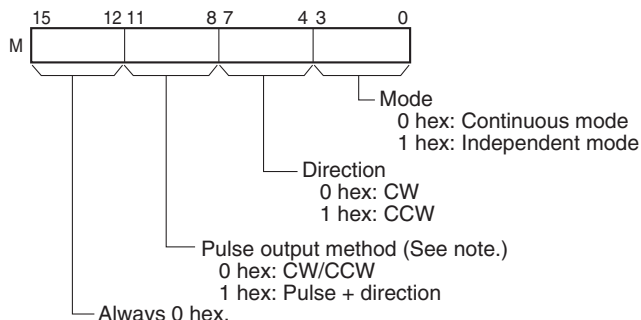 15 12 11 8 7 4 3 0
M
Mode
0 hex: Continuous mode
1 hex: Independent mode
Direction
0 hex: CW
1 hex: CCW
Pulse output method (See note.)
0 hex: CW/CCW
1 hex: Pulse + direction
Always 0 hex.